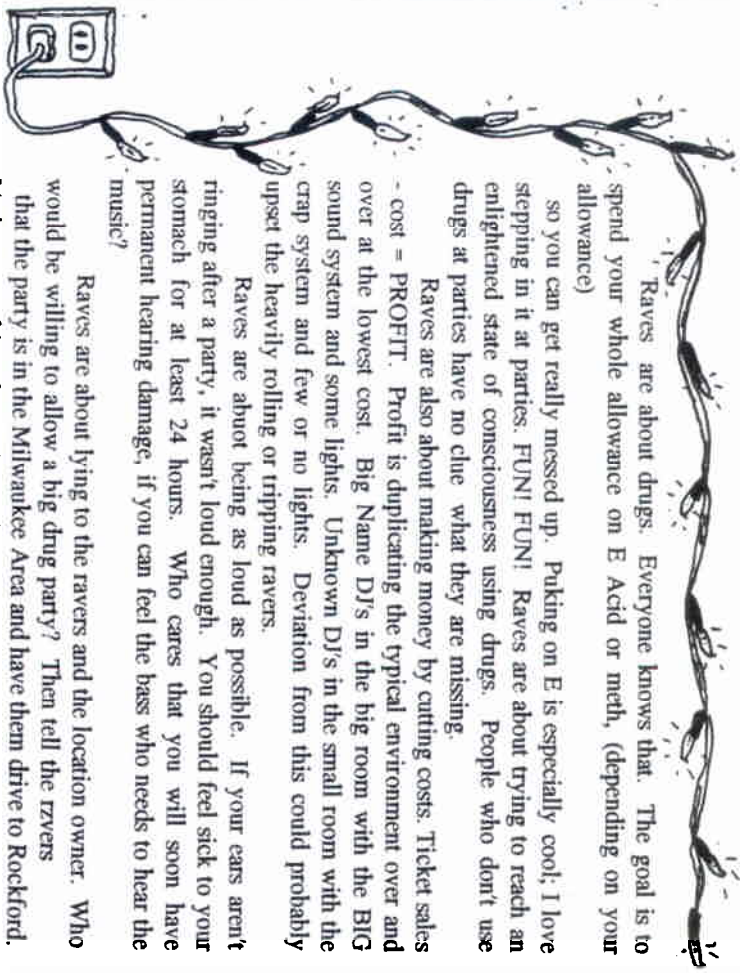 Raves are about drugs. Everyone knows that. The goal is to
spend your whole allowance on E Acid or meth, (depending on your
allowance)
so you can get really messed up. Puking on E is especially cool; I love
stepping in it at parties. FUN! FUN! Raves are about trying to reach an
enlightened state of consciousness using drugs. People who don't use
drugs at parties have no clue what they are missing.
Raves are also about making money by cutting costs. Ticket sales
- cost = PROFIT. Profit is duplicating the typical environment over and
over at the lowest cost. Big Name DJ's in the big room with the BIG
sound system and some lights. Unknown DJ's in the small room with the
crap system and few or no lights. Deviation from this could probably
upset the heavily rolling or tripping ravers.
Raves are abuot being as loud as possible. If your ears aren't
ringing after a party, it wasn't loud enough. You should feel sick to your
stomach for at least 24 hours. Who cares that you will soon have
permanent hearing damage, if you can feel the bass who needs to hear the
music?
Raves are about lying to the ravers and the location owner. Who
would be willing to allow a big drug party? Then tell the rzvers
that the party is in the Milwaukee Area and have them drive to Rockford.